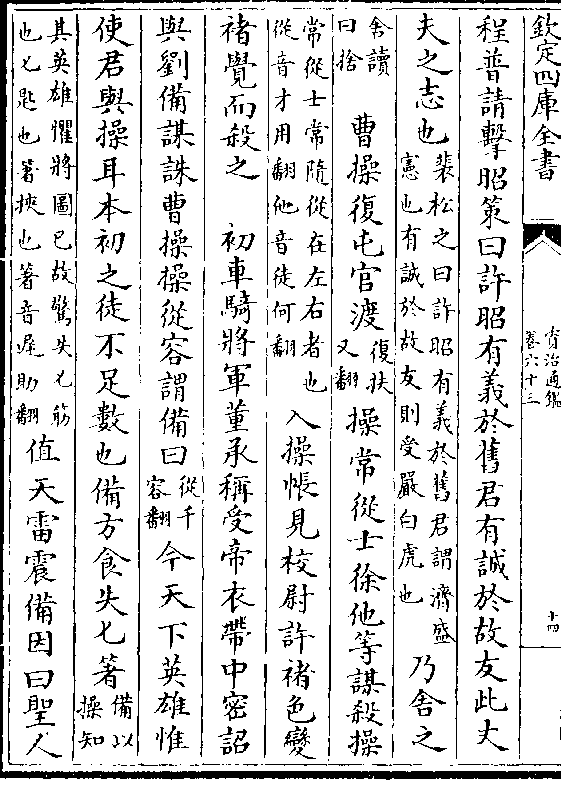 欽定四庫全書
資治通鑑
卷六十三
十四
程普請擊昭策曰許昭有義於舊君有誠於故友此丈
夫之志也
裴松之曰許昭有義於舊君謂濟盛
憲也有誠於故友則受嚴白虎也
乃舍之
舍讀
曰捨
曹操復屯官渡
復扶
又翻
操常從士徐他等謀殺操
常從士常隨從在左右者也
從音才用翻他音徒何翻
入操帳見校尉許褚色變
褚覺而殺之
初車騎將軍董承稱受帝衣帶中密詔
與劉備謀誅曹操操從容謂備曰
從千
容翻
今天下英雄惟
使君與操耳本初之徒不足數也備方食失匕著
備以
操知
其英雄懼將圖已故驚失匕筯
也匕匙也著挾也著音遲助翻
值天雷震備因曰聖人